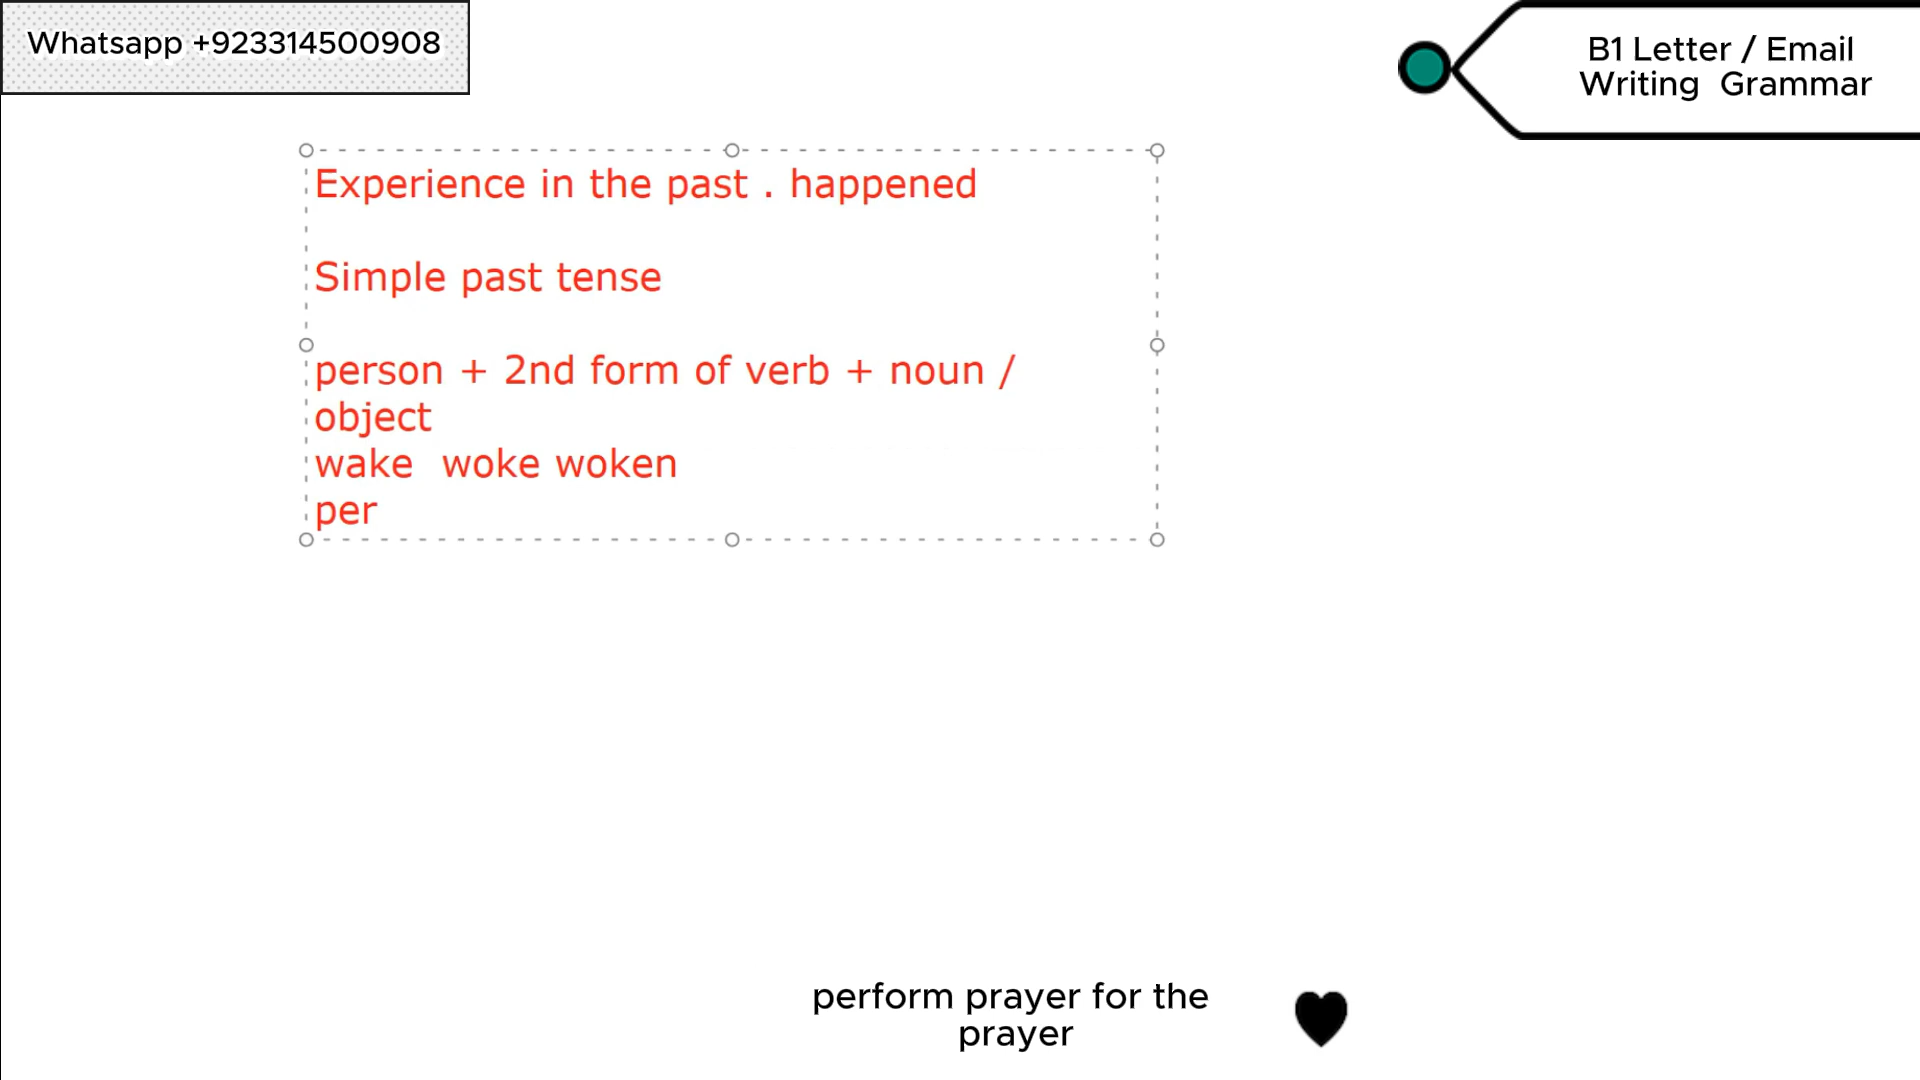 Whatsapp +923314500908
B1 Letter / Email
Writing  Grammar
Experience in the past . happened
Simple past tense
person + 2nd form of verb + noun /
object
wake  woke woken
per
perform prayer for the
prayer